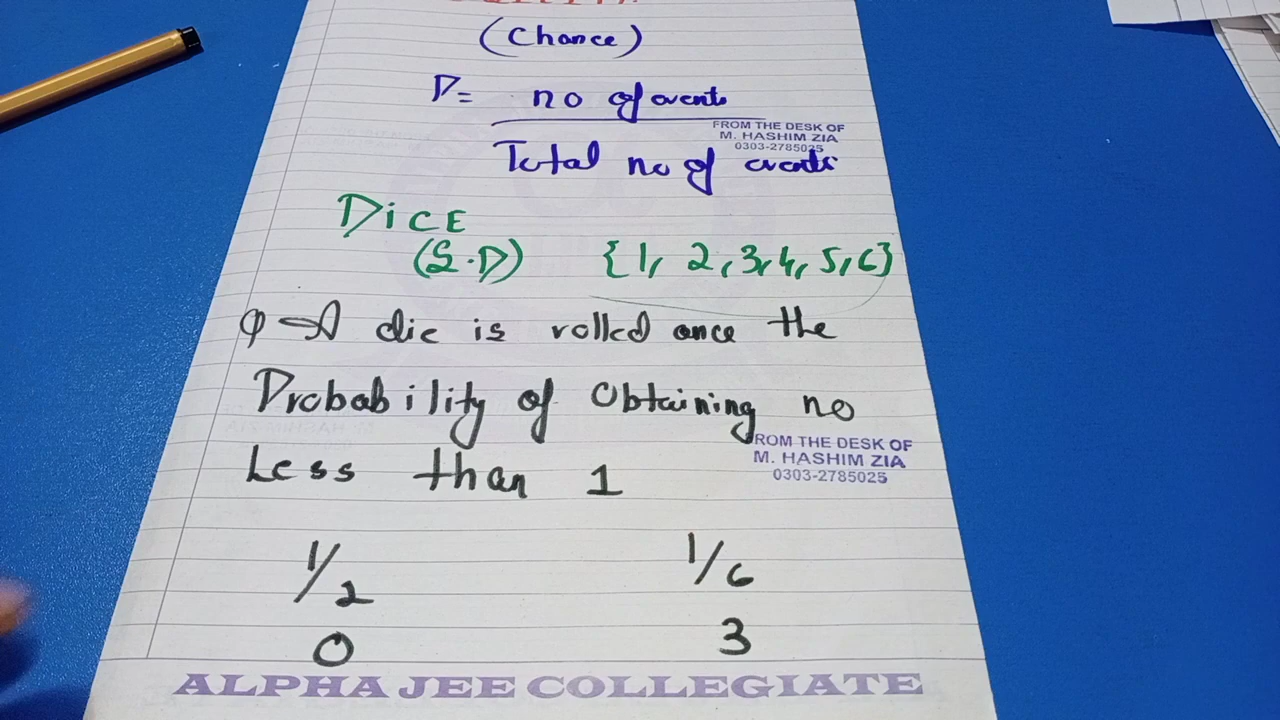 (Chance)
P= no of events
FROM THE DESK OF
M. HASHIM ZIA
0303-2785025
Total no of events
DiCE
(S.D) {1, 2, 3, 4, 5, 6}
Q A die is rolled once the
Probability of Obtaining no
Less than 1
FROM THE DESK OF
M. HASHIM ZIA
0303-2785025
1/2 1/6
0 3
ALPHA JEE COLLEGIATE